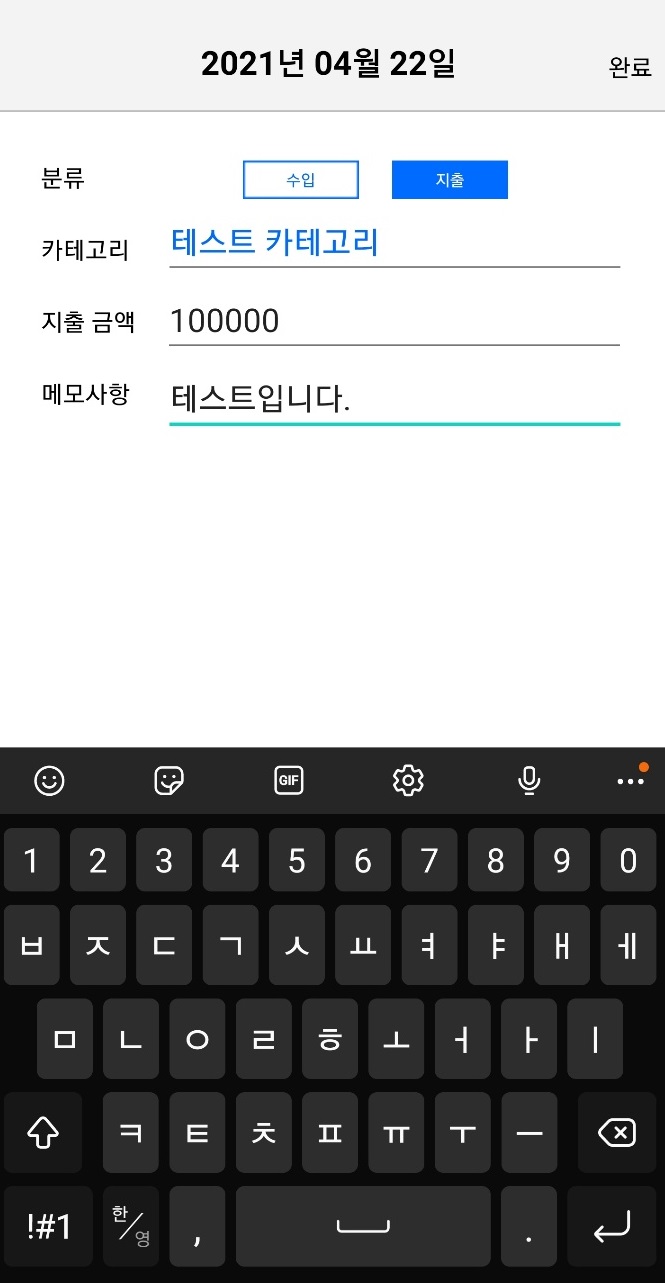 2021년 04월 22일
완료
분류 수입 지출
카테고리 테스트 카테고리
지출 금액 100000
메모사항 테스트입니다.
GIF
1 2 3 4 5 6 7 8 9 0
ㅂ ㅈ ㄷ ㄱ ㅅ ㅛ ㅕ ㅑ ㅐ ㅔ
ㅁ ㄴ ㅇ ㄹ ㅎ ㅗ ㅓ ㅏ ㅣ
ㅋ ㅌ ㅊ ㅍ ㅠ ㅜ ㅡ
!#1 한/영 , .